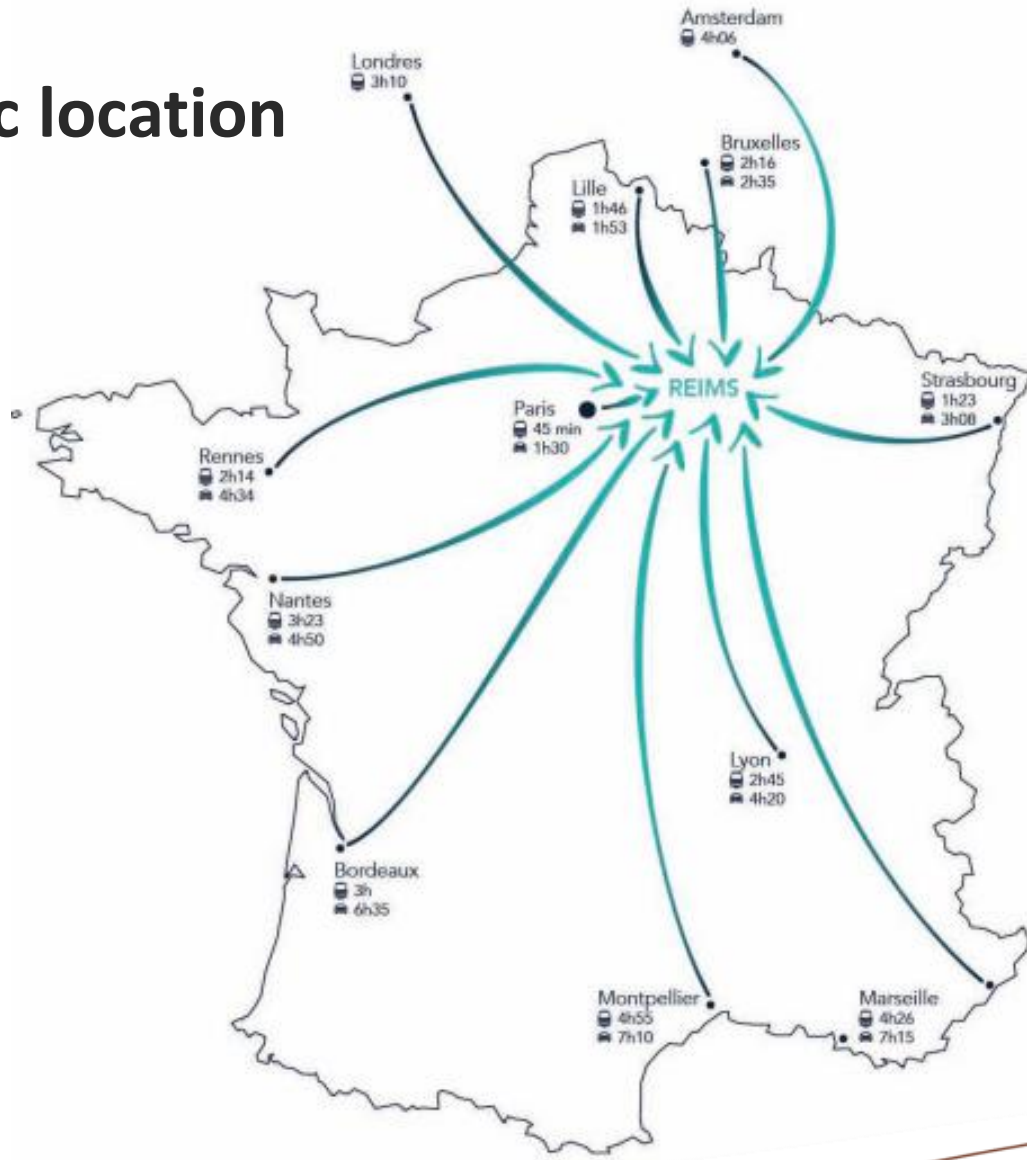 c location
Amsterdam
4h06
Londres
3h10
Bruxelles
2h16
2h35
Lille
1h46
1h53
REIMS
Strasbourg
1h23
3h08
Paris
45 min
1h30
Rennes
2h14
4h34
Nantes
3h23
4h50
Lyon
2h45
4h20
Bordeaux
3h
6h35
Montpellier
4h55
7h10
Marseille
4h26
7h15